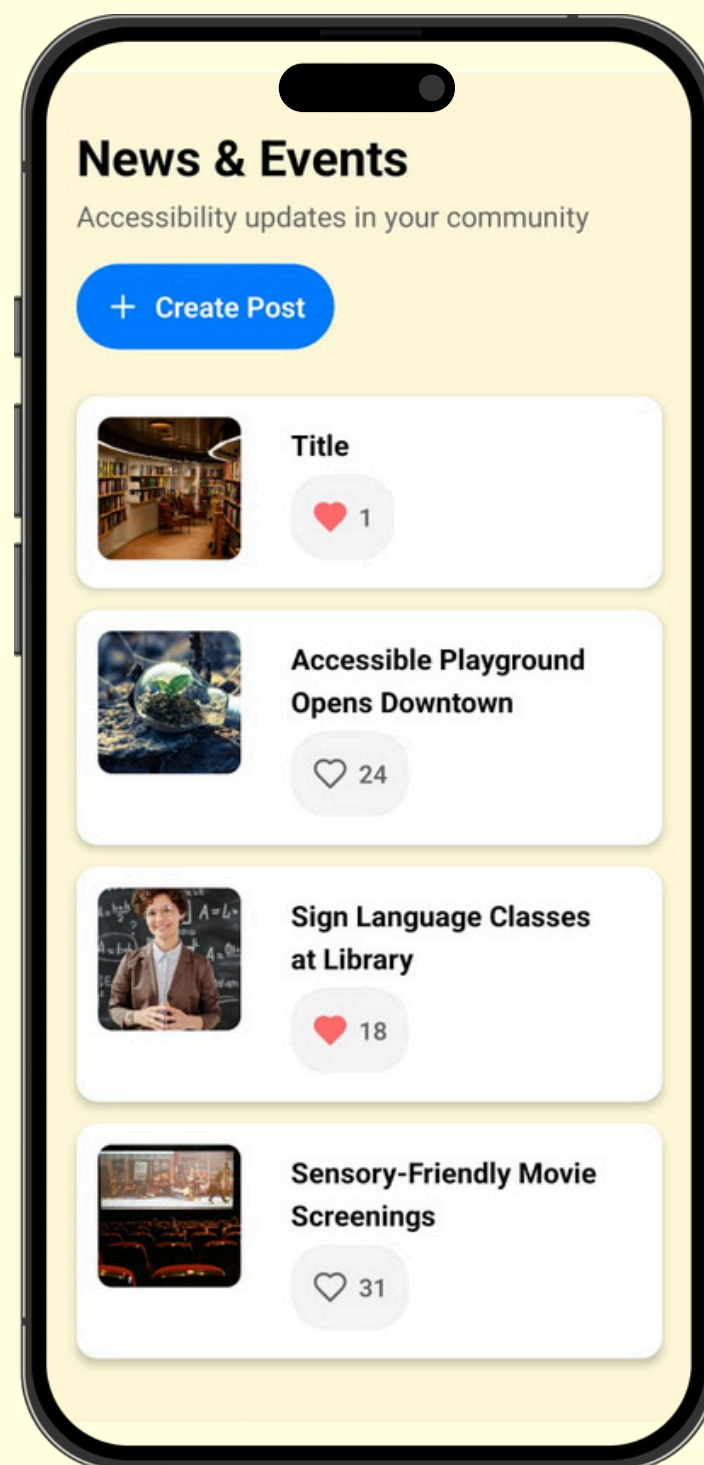 News & Events
Accessibility updates in your community
+ Create Post
Title
1
Accessible Playground
Opens Downtown
24
Sign Language Classes
at Library
18
Sensory-Friendly Movie
Screenings
31